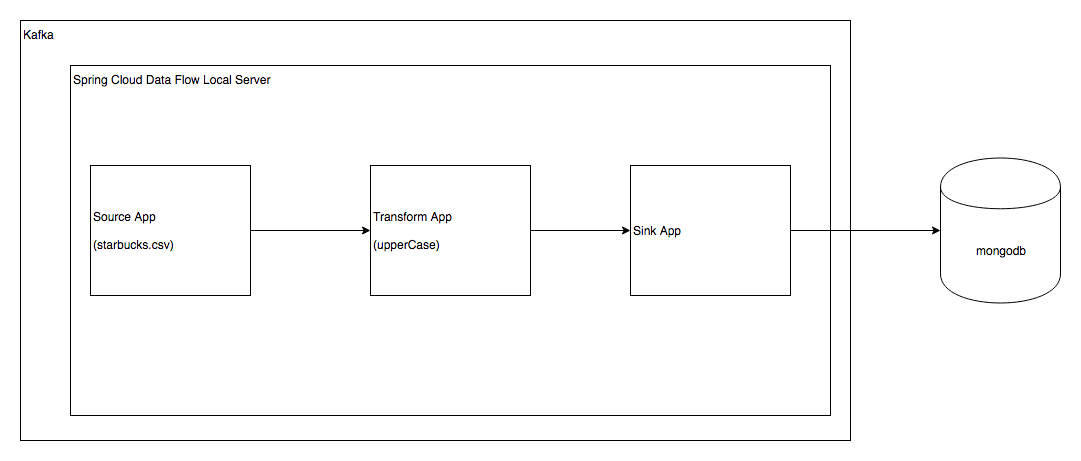 Kafka
Spring Cloud Data Flow Local Server
Source App
(starbucks.csv)
Transform App
(upperCase)
Sink App
mongodb